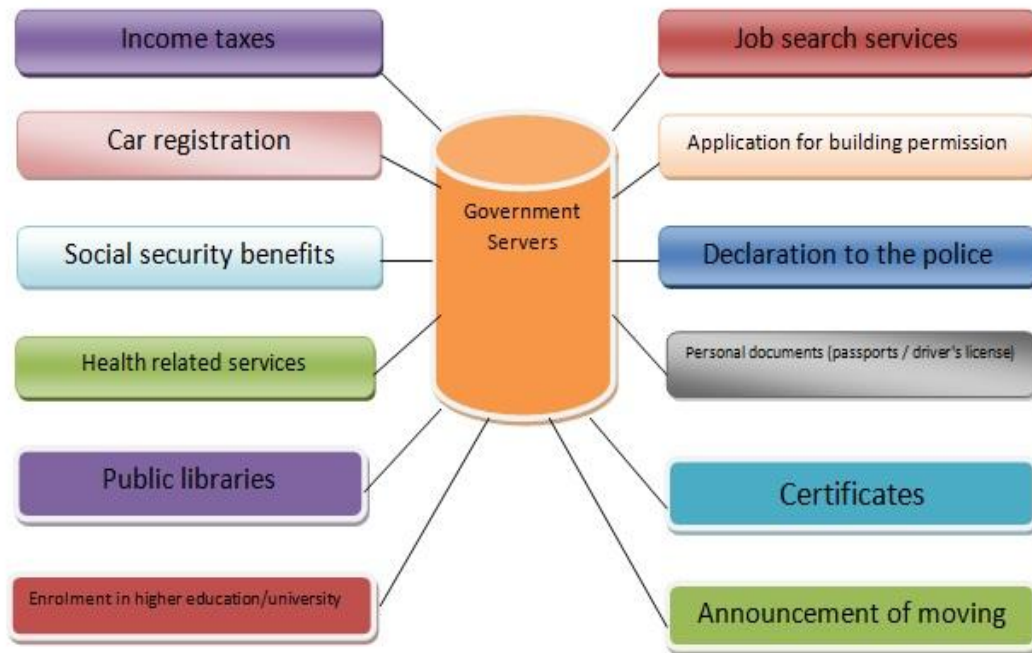 Income taxes
Car registration
Social security benefits
Health related services
Public libraries
Enrolment in higher education/university
Government
Servers
Job search services
Application for building permission
Declaration to the police
Personal documents (passports / driver's license)
Certificates
Announcement of moving